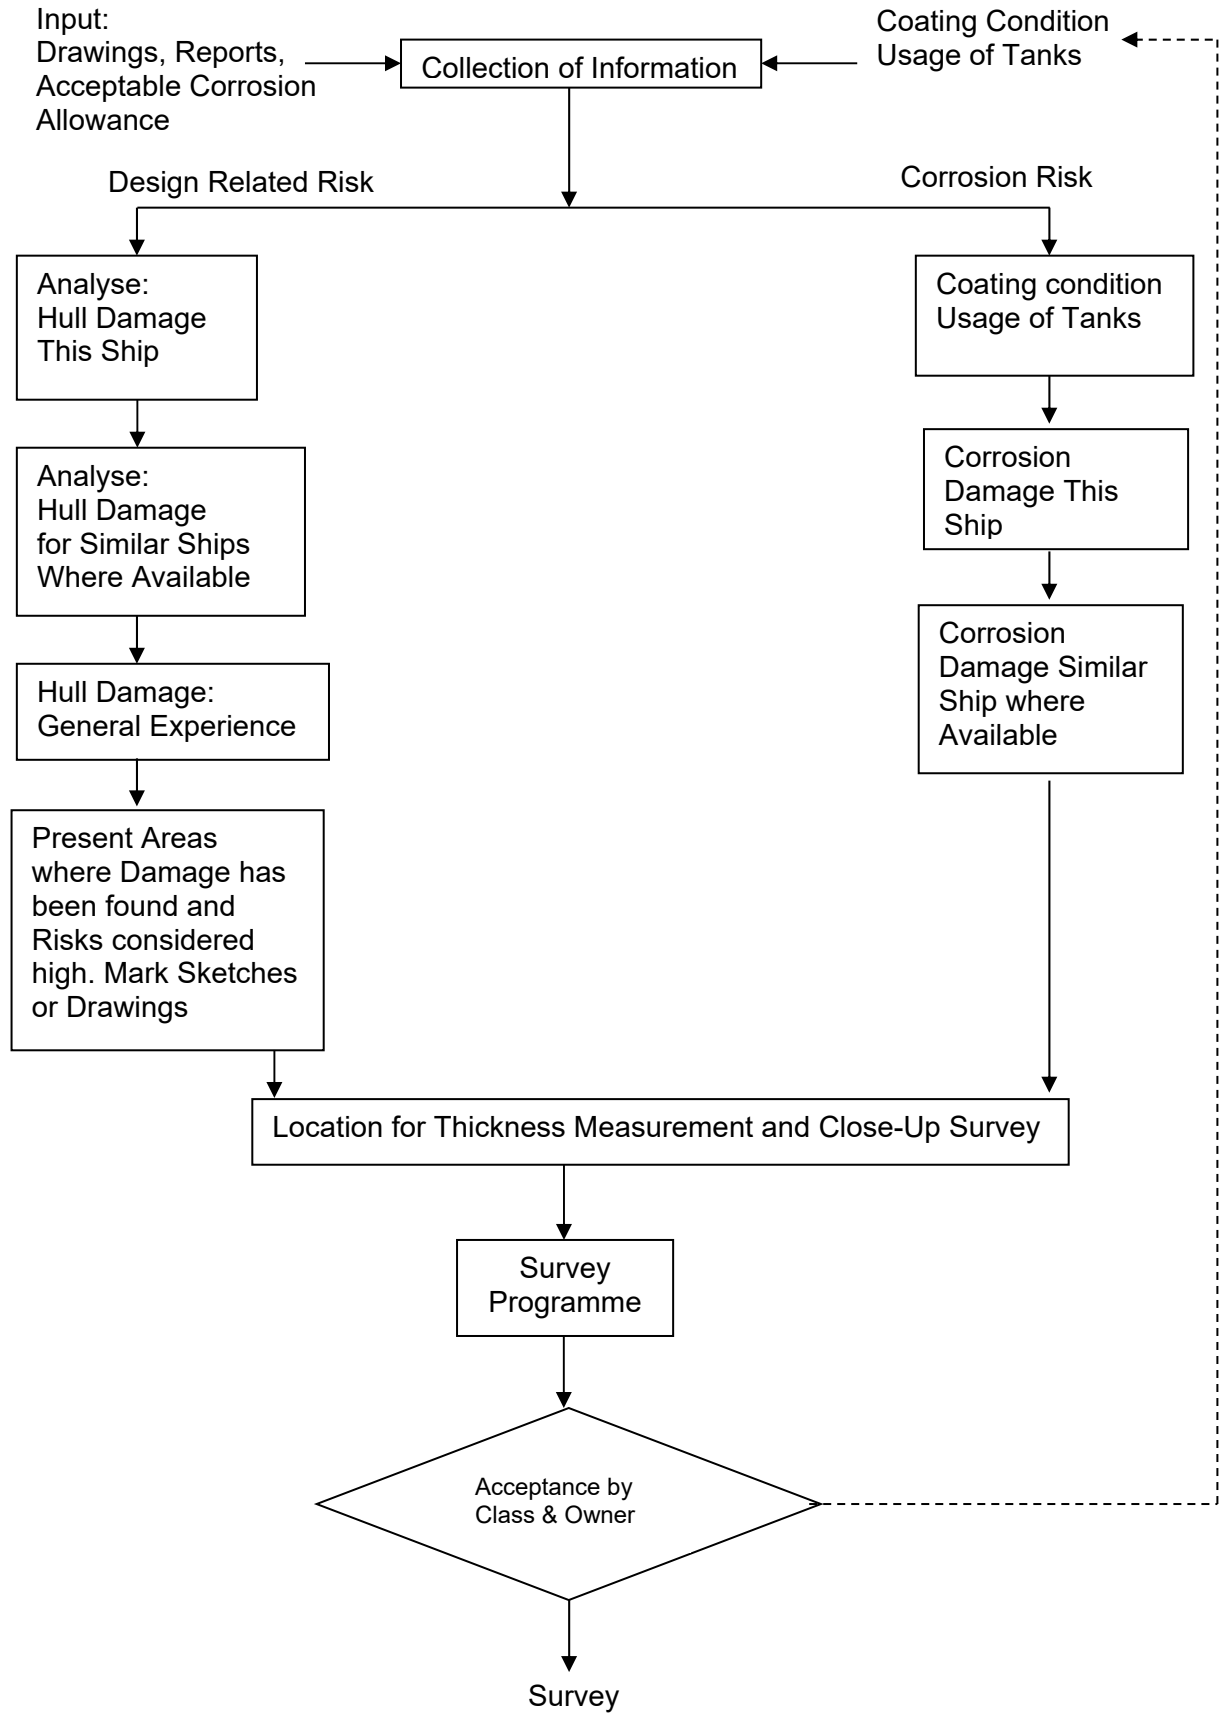 Input:
Drawings, Reports,
Acceptable Corrosion
Allowance
Collection of Information
Coating Condition
Usage of Tanks
Design Related Risk
Corrosion Risk
Analyse:
Hull Damage
This Ship
Analyse:
Hull Damage
for Similar Ships
Where Available
Hull Damage:
General Experience
Present Areas
where Damage has
been found and
Risks considered
high. Mark Sketches
or Drawings
Coating condition
Usage of Tanks
Corrosion
Damage This
Ship
Corrosion
Damage Similar
Ship where
Available
Location for Thickness Measurement and Close-Up Survey
Survey
Programme
Acceptance by
Class & Owner
Survey